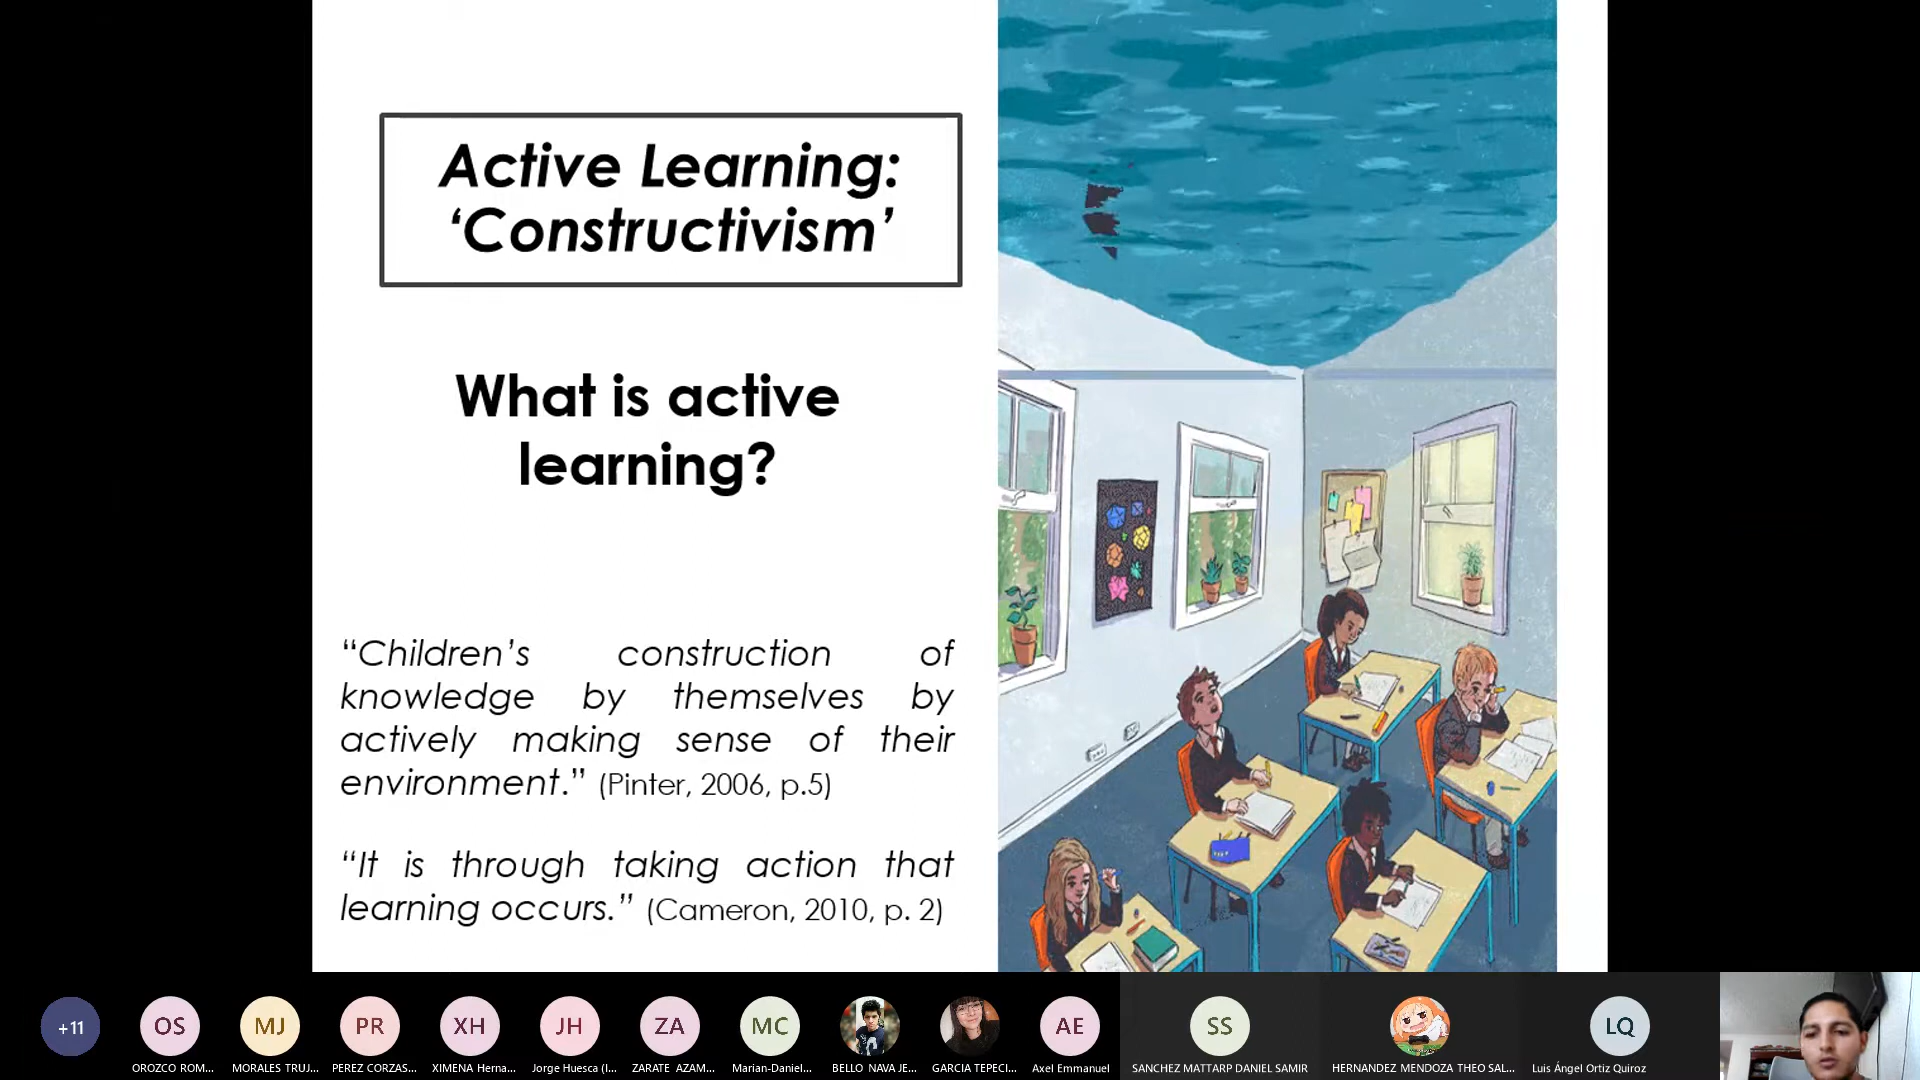 Active Learning:
‘Constructivism’
What is active
learning?
“Children’s construction of
knowledge by themselves by
actively making sense of their
environment.” (Pinter, 2006, p.5)
“It is through taking action that
learning occurs.” (Cameron, 2010, p. 2)
+11
OS
MJ
PR
XH
JH
ZA
MC
AE
SS
LQ
OROZCO ROM...
MORALES TRUJ...
PEREZ CORZAS...
XIMENA Herna...
Jorge Huesca (I...
ZARATE AZAM...
Marian-Daniel...
BELLO NAVA JE...
GARCIA TEPECI...
Axel Emmanuel
SANCHEZ MATTARP DANIEL SAMIR
HERNANDEZ MENDOZA THEO SAL...
Luis Ángel Ortiz Quiroz